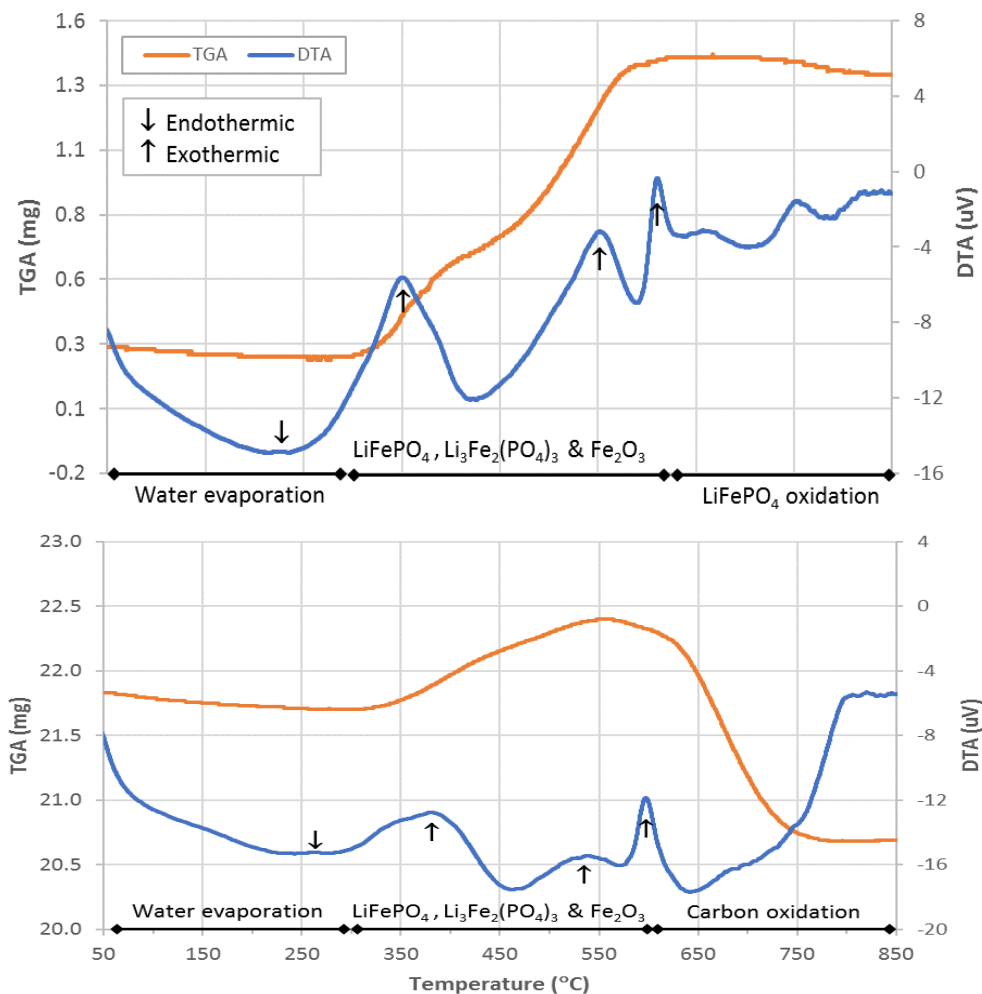 1.6
1.3
1.1
0.8
0.6
0.3
0.1
-0.2
TGA (mg)
TGA DTA
↓ Endothermic
↑ Exothermic
8
4
0
-4
-8
-12
-16
DTA (uV)
LiFePO₄ , Li₃Fe₂(PO₄)₃ & Fe₂O₃
Water evaporation
LiFePO₄ oxidation
23.0
22.5
22.0
21.5
21.0
20.5
20.0
TGA (mg)
4
0
-4
-8
-12
-16
-20
DTA (uV)
Water evaporation LiFePO₄ , Li₃Fe₂(PO₄)₃ & Fe₂O₃ Carbon oxidation
50 150 250 350 450 550 650 750 850
Temperature (°C)